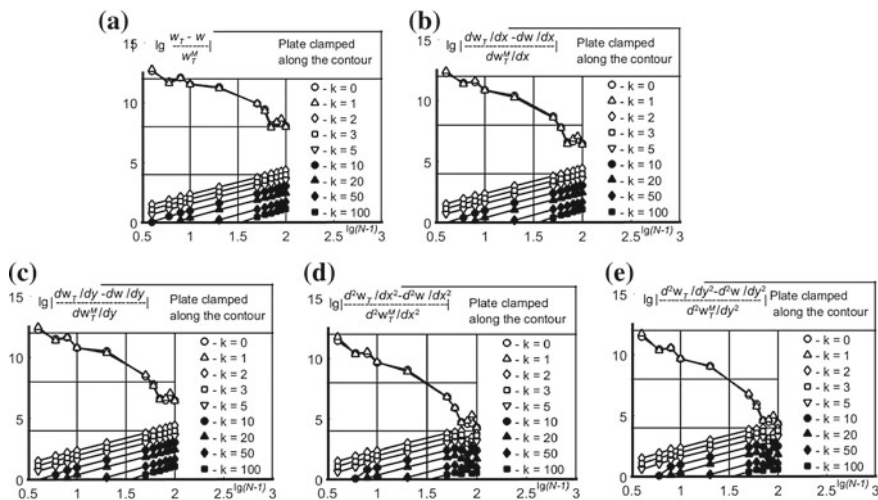 (a)
15
lg | w_T - w / w_T^M |
Plate clamped
along the contour
- k = 0
- k = 1
- k = 2
- k = 3
- k = 5
- k = 10
- k = 20
- k = 50
- k = 100
10
5
0
0.5 1.0 1.5 2 2.5 3
lg(N-1)
(b)
15
lg | dw_T /dx -dw /dx / dw_T^M/dx |
Plate clamped
along the contour
- k = 0
- k = 1
- k = 2
- k = 3
- k = 5
- k = 10
- k = 20
- k = 50
- k = 100
10
5
0
0.5 1.0 1.5 2 2.5 3
lg(N-1)
(c)
15
lg| dw_T /dy -dw /dy / dw_T^M/dy |
Plate clamped
along the contour
- k = 0
- k = 1
- k = 2
- k = 3
- k = 5
- k = 10
- k = 20
- k = 50
- k = 100
10
5
0
0.5 1.0 1.5 2 2.5 3
lg(N-1)
(d)
15
lg| d²w_T /dx²-d²w /dx² / d²w_T^M/dx² |
Plate clamped
along the contour
- k = 0
- k = 1
- k = 2
- k = 3
- k = 5
- k = 10
- k = 20
- k = 50
- k = 100
10
5
0
0.5 1.0 1.5 2 2.5 3
lg(N-1)
(e)
15
lg| d²w_T /dy²-d²w /dy² / d²w_T^M/dy² |
Plate clamped
along the contour
- k = 0
- k = 1
- k = 2
- k = 3
- k = 5
- k = 10
- k = 20
- k = 50
- k = 100
10
5
0
0.5 1.0 1.5 2 2.5 3
lg(N-1)